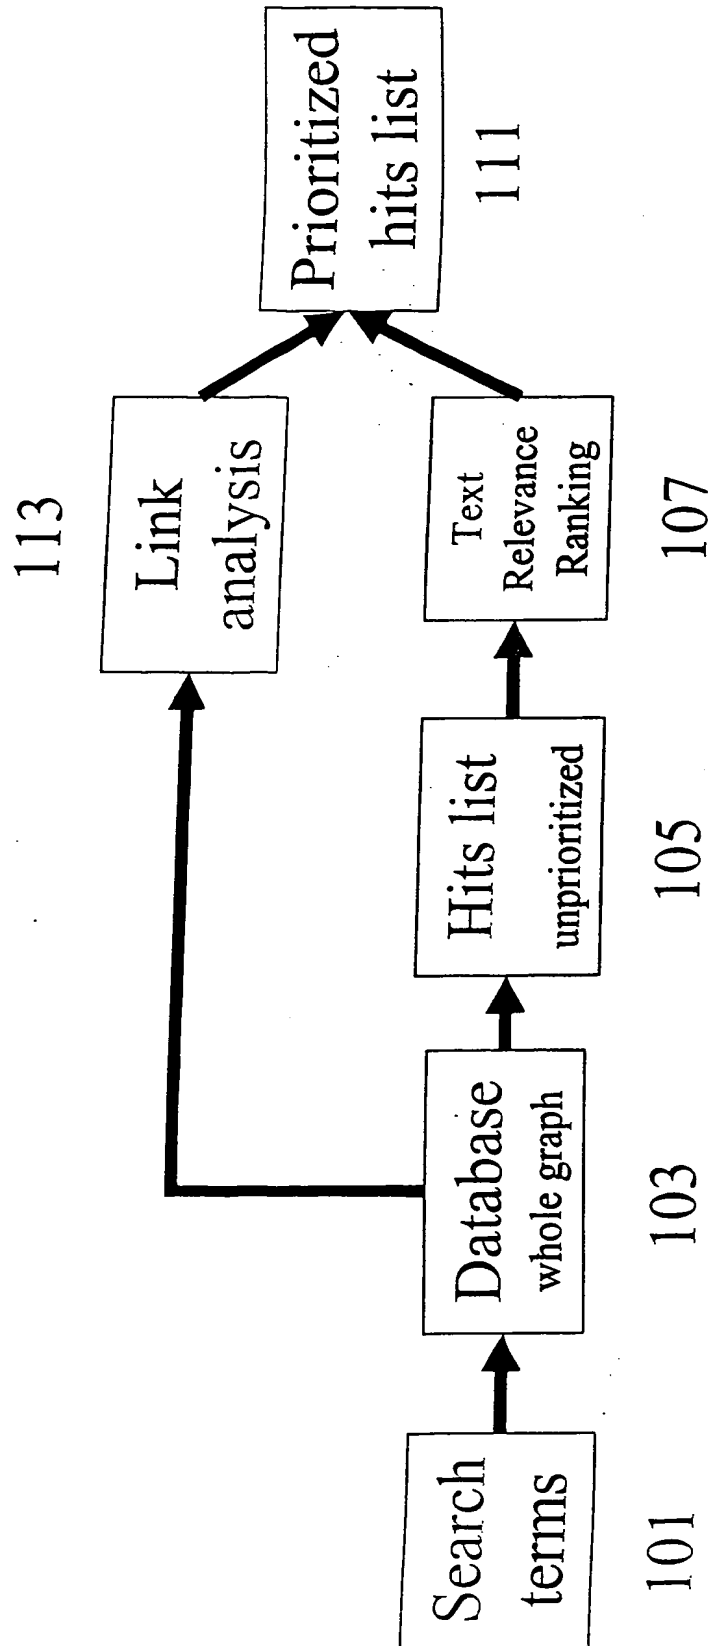 113
Link
analysis
Prioritized
hits list
111
Search
terms
101
Database
whole graph
103
Hits list
unprioritized
105
Text
Relevance
Ranking
107